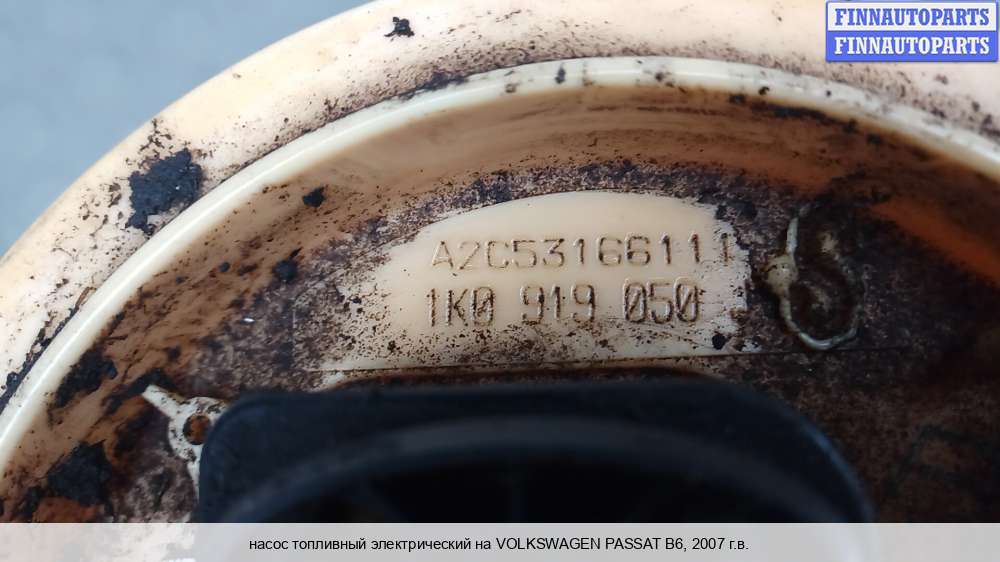 FINNAUTOPARTS
FINNAUTOPARTS
A2C53166111
1K0 919 050
насос топливный электрический на VOLKSWAGEN PASSAT B6, 2007 г.в.